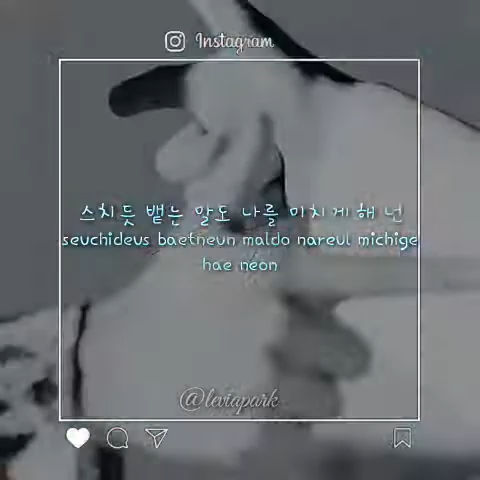 Instagram
스치듯 뱉는 말도 나를 미치게 해 넌
seuchideus baetneun maldo nareul michige
hae neon
@leviapark